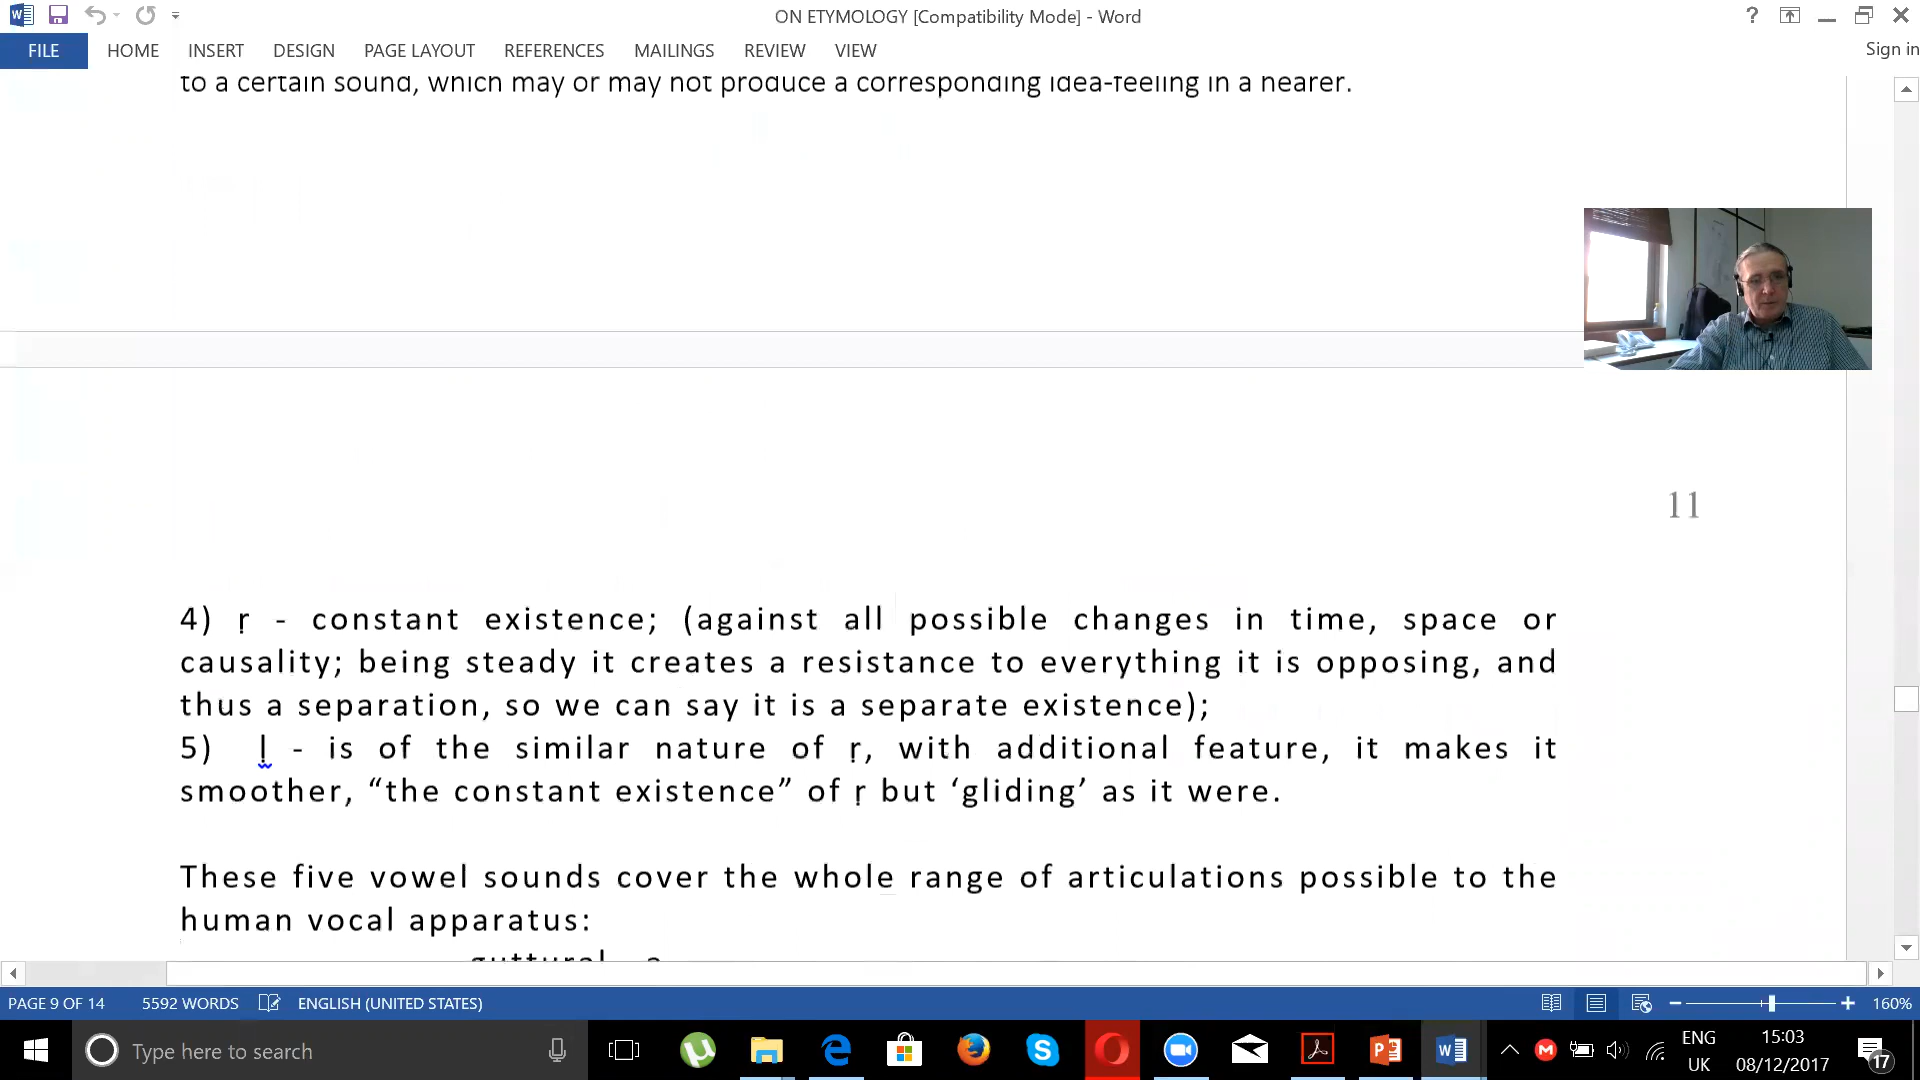 ON ETYMOLOGY [Compatibility Mode] - Word
FILE HOME INSERT DESIGN PAGE LAYOUT REFERENCES MAILINGS REVIEW VIEW Sign in
to a certain sound, which may or may not produce a corresponding idea-feeling in a hearer.
11
4) ṛ - constant existence; (against all possible changes in time, space or
causality; being steady it creates a resistance to everything it is opposing, and
thus a separation, so we can say it is a separate existence);
5) ḷ - is of the similar nature of ṛ, with additional feature, it makes it
smoother, “the constant existence” of ṛ but ‘gliding’ as it were.
These five vowel sounds cover the whole range of articulations possible to the
human vocal apparatus:
guttural a
PAGE 9 OF 14 5592 WORDS ENGLISH (UNITED STATES) 160%
Type here to search
ENG 15:03
UK 08/12/2017 17